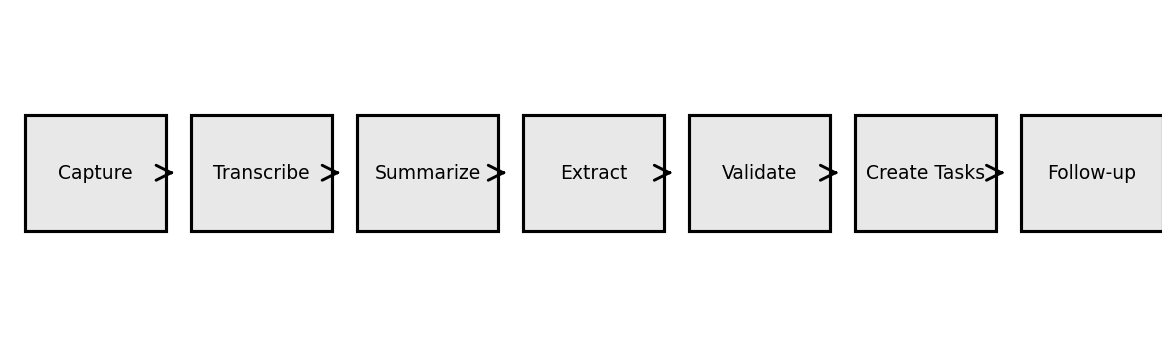 Capture
Transcribe
Summarize
Extract
Validate
Create Tasks
Follow-up